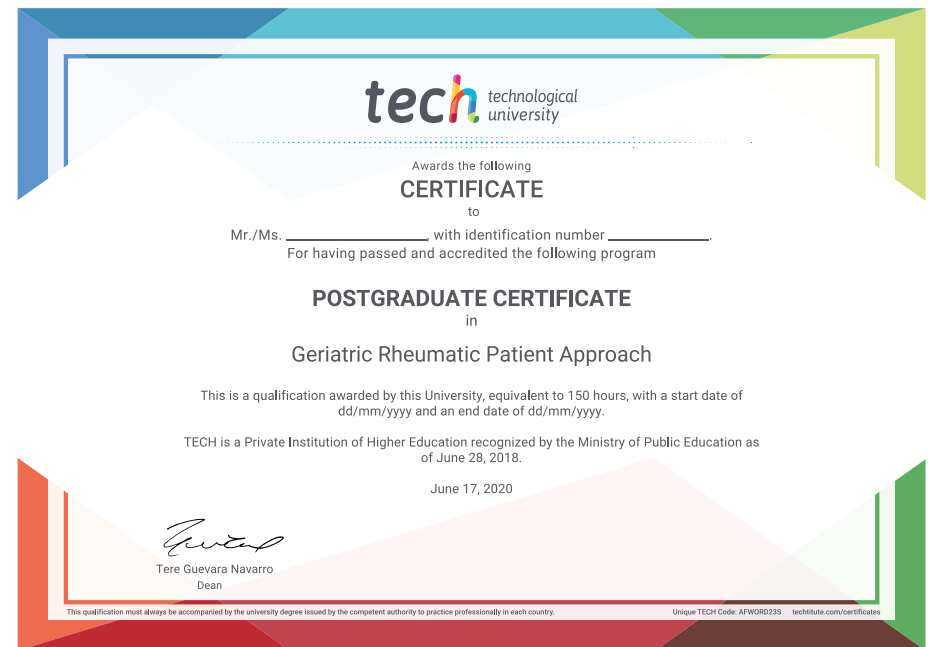 tech technological
university
Awards the following
CERTIFICATE
to
Mr./Ms. ____________________, with identification number ______________.
For having passed and accredited the following program
POSTGRADUATE CERTIFICATE
in
Geriatric Rheumatic Patient Approach
This is a qualification awarded by this University, equivalent to 150 hours, with a start date of
dd/mm/yyyy and an end date of dd/mm/yyyy.
TECH is a Private Institution of Higher Education recognized by the Ministry of Public Education as
of June 28, 2018.
June 17, 2020
Tere Guevara Navarro
Dean
This qualification must always be accompanied by the university degree issued by the competent authority to practice professionally in each country.
Unique TECH Code: AFWORD23S techtitute.com/certificates